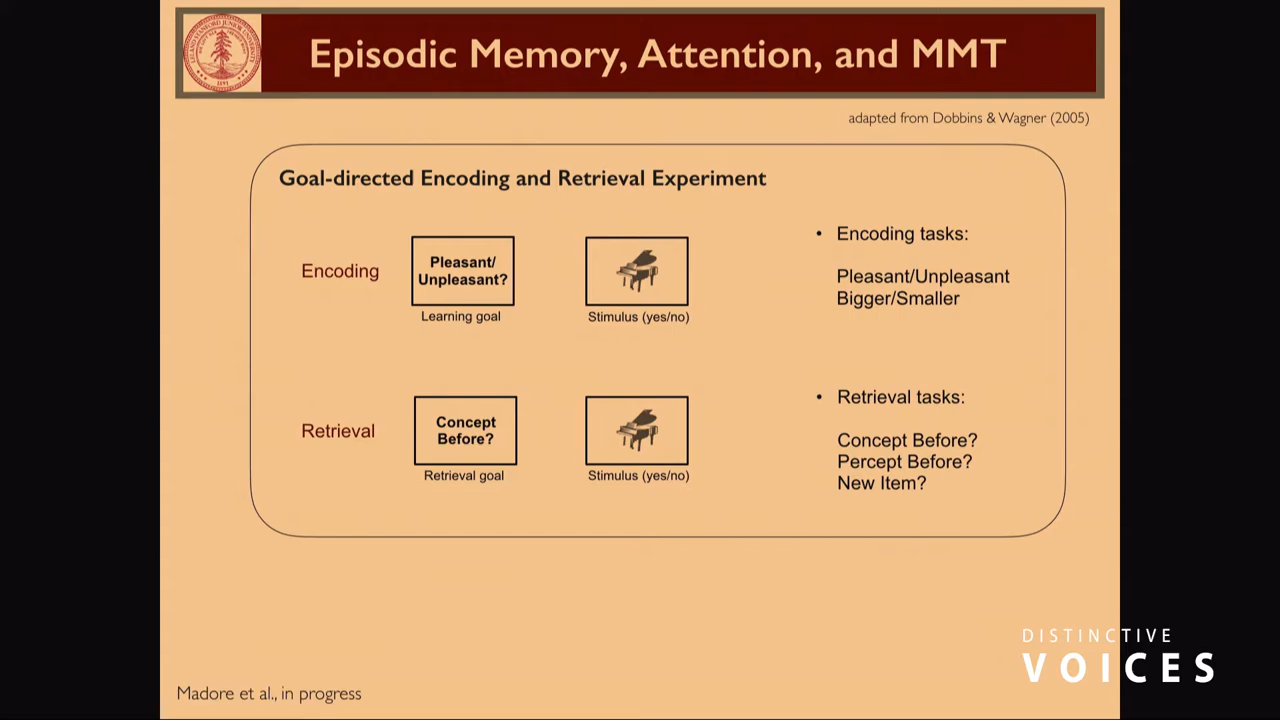 Episodic Memory, Attention, and MMT
adapted from Dobbins & Wagner (2005)
Goal-directed Encoding and Retrieval Experiment
Encoding
Pleasant/
Unpleasant?
Learning goal
Stimulus (yes/no)
• Encoding tasks:
Pleasant/Unpleasant
Bigger/Smaller
Retrieval
Concept
Before?
Retrieval goal
Stimulus (yes/no)
• Retrieval tasks:
Concept Before?
Percept Before?
New Item?
DISTINCTIVE
VOICES
Madore et al., in progress